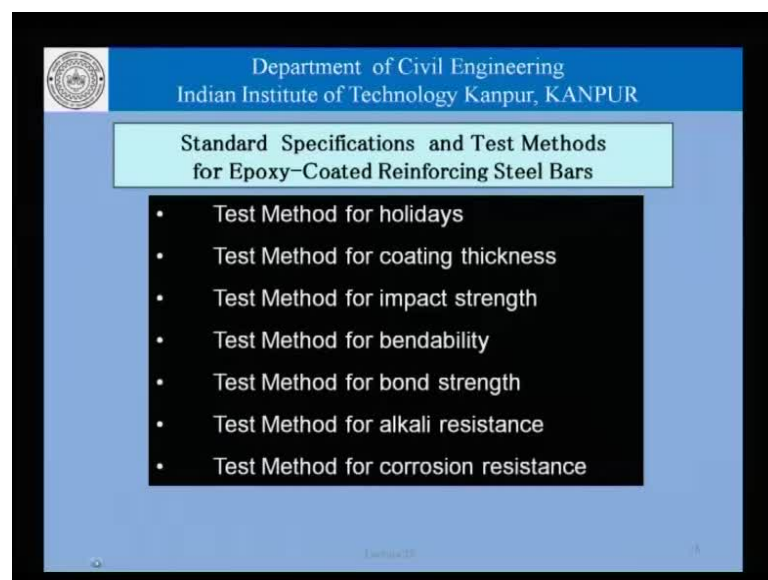 Department of Civil Engineering
Indian Institute of Technology Kanpur, KANPUR
Standard Specifications and Test Methods
for Epoxy-Coated Reinforcing Steel Bars
• Test Method for holidays
• Test Method for coating thickness
• Test Method for impact strength
• Test Method for bendability
• Test Method for bond strength
• Test Method for alkali resistance
• Test Method for corrosion resistance